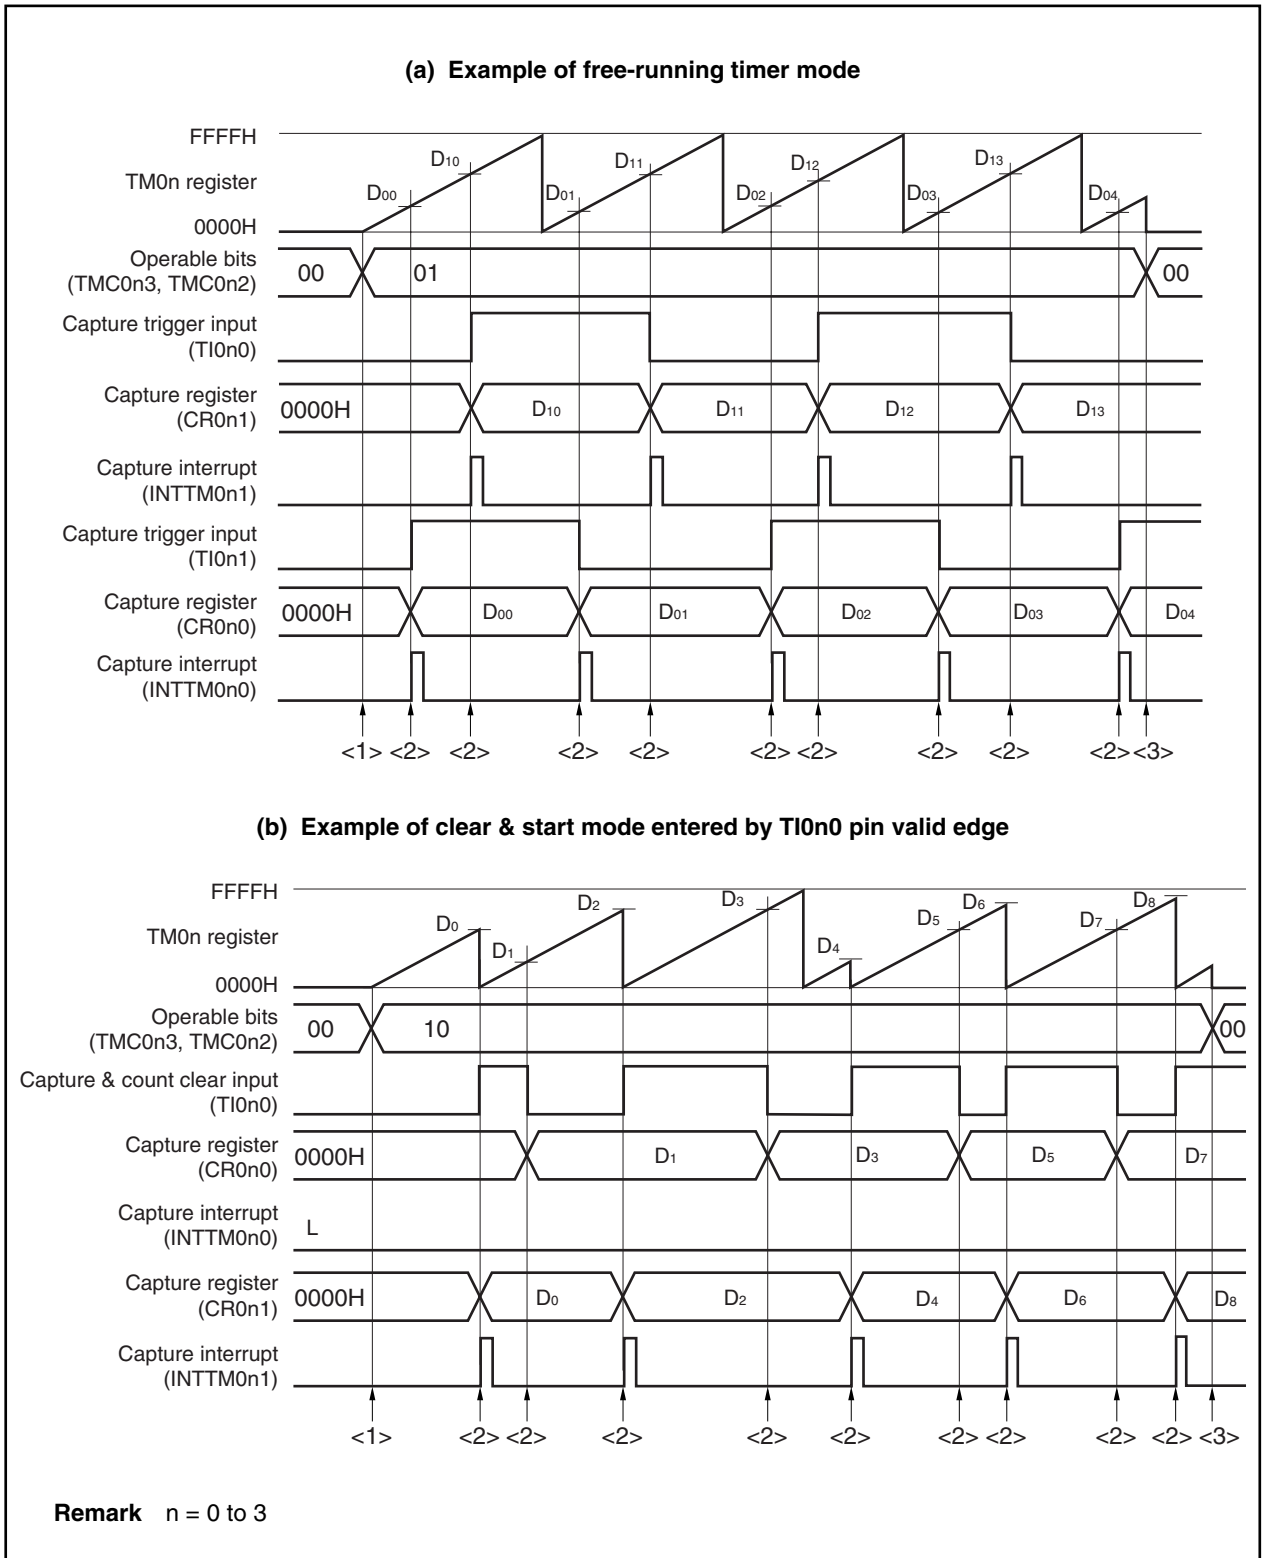 (a) Example of free-running timer mode
FFFFH
TM0n register
0000H
D10
D00
D11
D01
D12
D02
D13
D03
D04
Operable bits
(TMC0n3, TMC0n2)
00
01
00
Capture trigger input
(TI0n0)
Capture register
(CR0n1)
0000H
D10
D11
D12
D13
Capture interrupt
(INTTM0n1)
Capture trigger input
(TI0n1)
Capture register
(CR0n0)
0000H
D00
D01
D02
D03
D04
Capture interrupt
(INTTM0n0)
<1> <2> <2> <2> <2> <2> <2> <2> <2> <2> <3>
(b) Example of clear & start mode entered by TI0n0 pin valid edge
FFFFH
TM0n register
0000H
D0
D1
D2
D3
D4
D5
D6
D7
D8
Operable bits
(TMC0n3, TMC0n2)
00
10
00
Capture & count clear input
(TI0n0)
Capture register
(CR0n0)
0000H
D1
D3
D5
D7
Capture interrupt
(INTTM0n0)
L
Capture register
(CR0n1)
0000H
D0
D2
D4
D6
D8
Capture interrupt
(INTTM0n1)
<1> <2> <2> <2> <2> <2> <2> <2> <2> <2> <3>
Remark n = 0 to 3